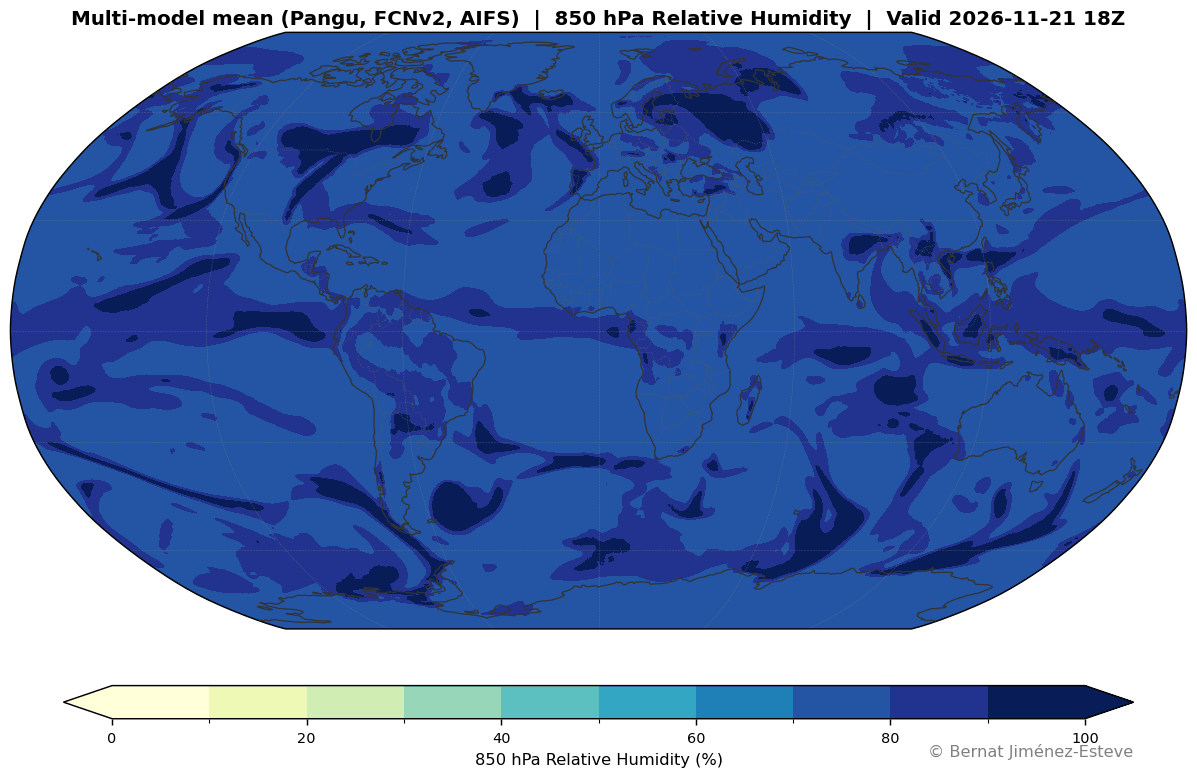 Multi-model mean (Pangu, FCNv2, AIFS)  |  850 hPa Relative Humidity  |  Valid 2026-11-21 18Z
0 20 40 60 80 100
850 hPa Relative Humidity (%)
© Bernat Jiménez-Esteve